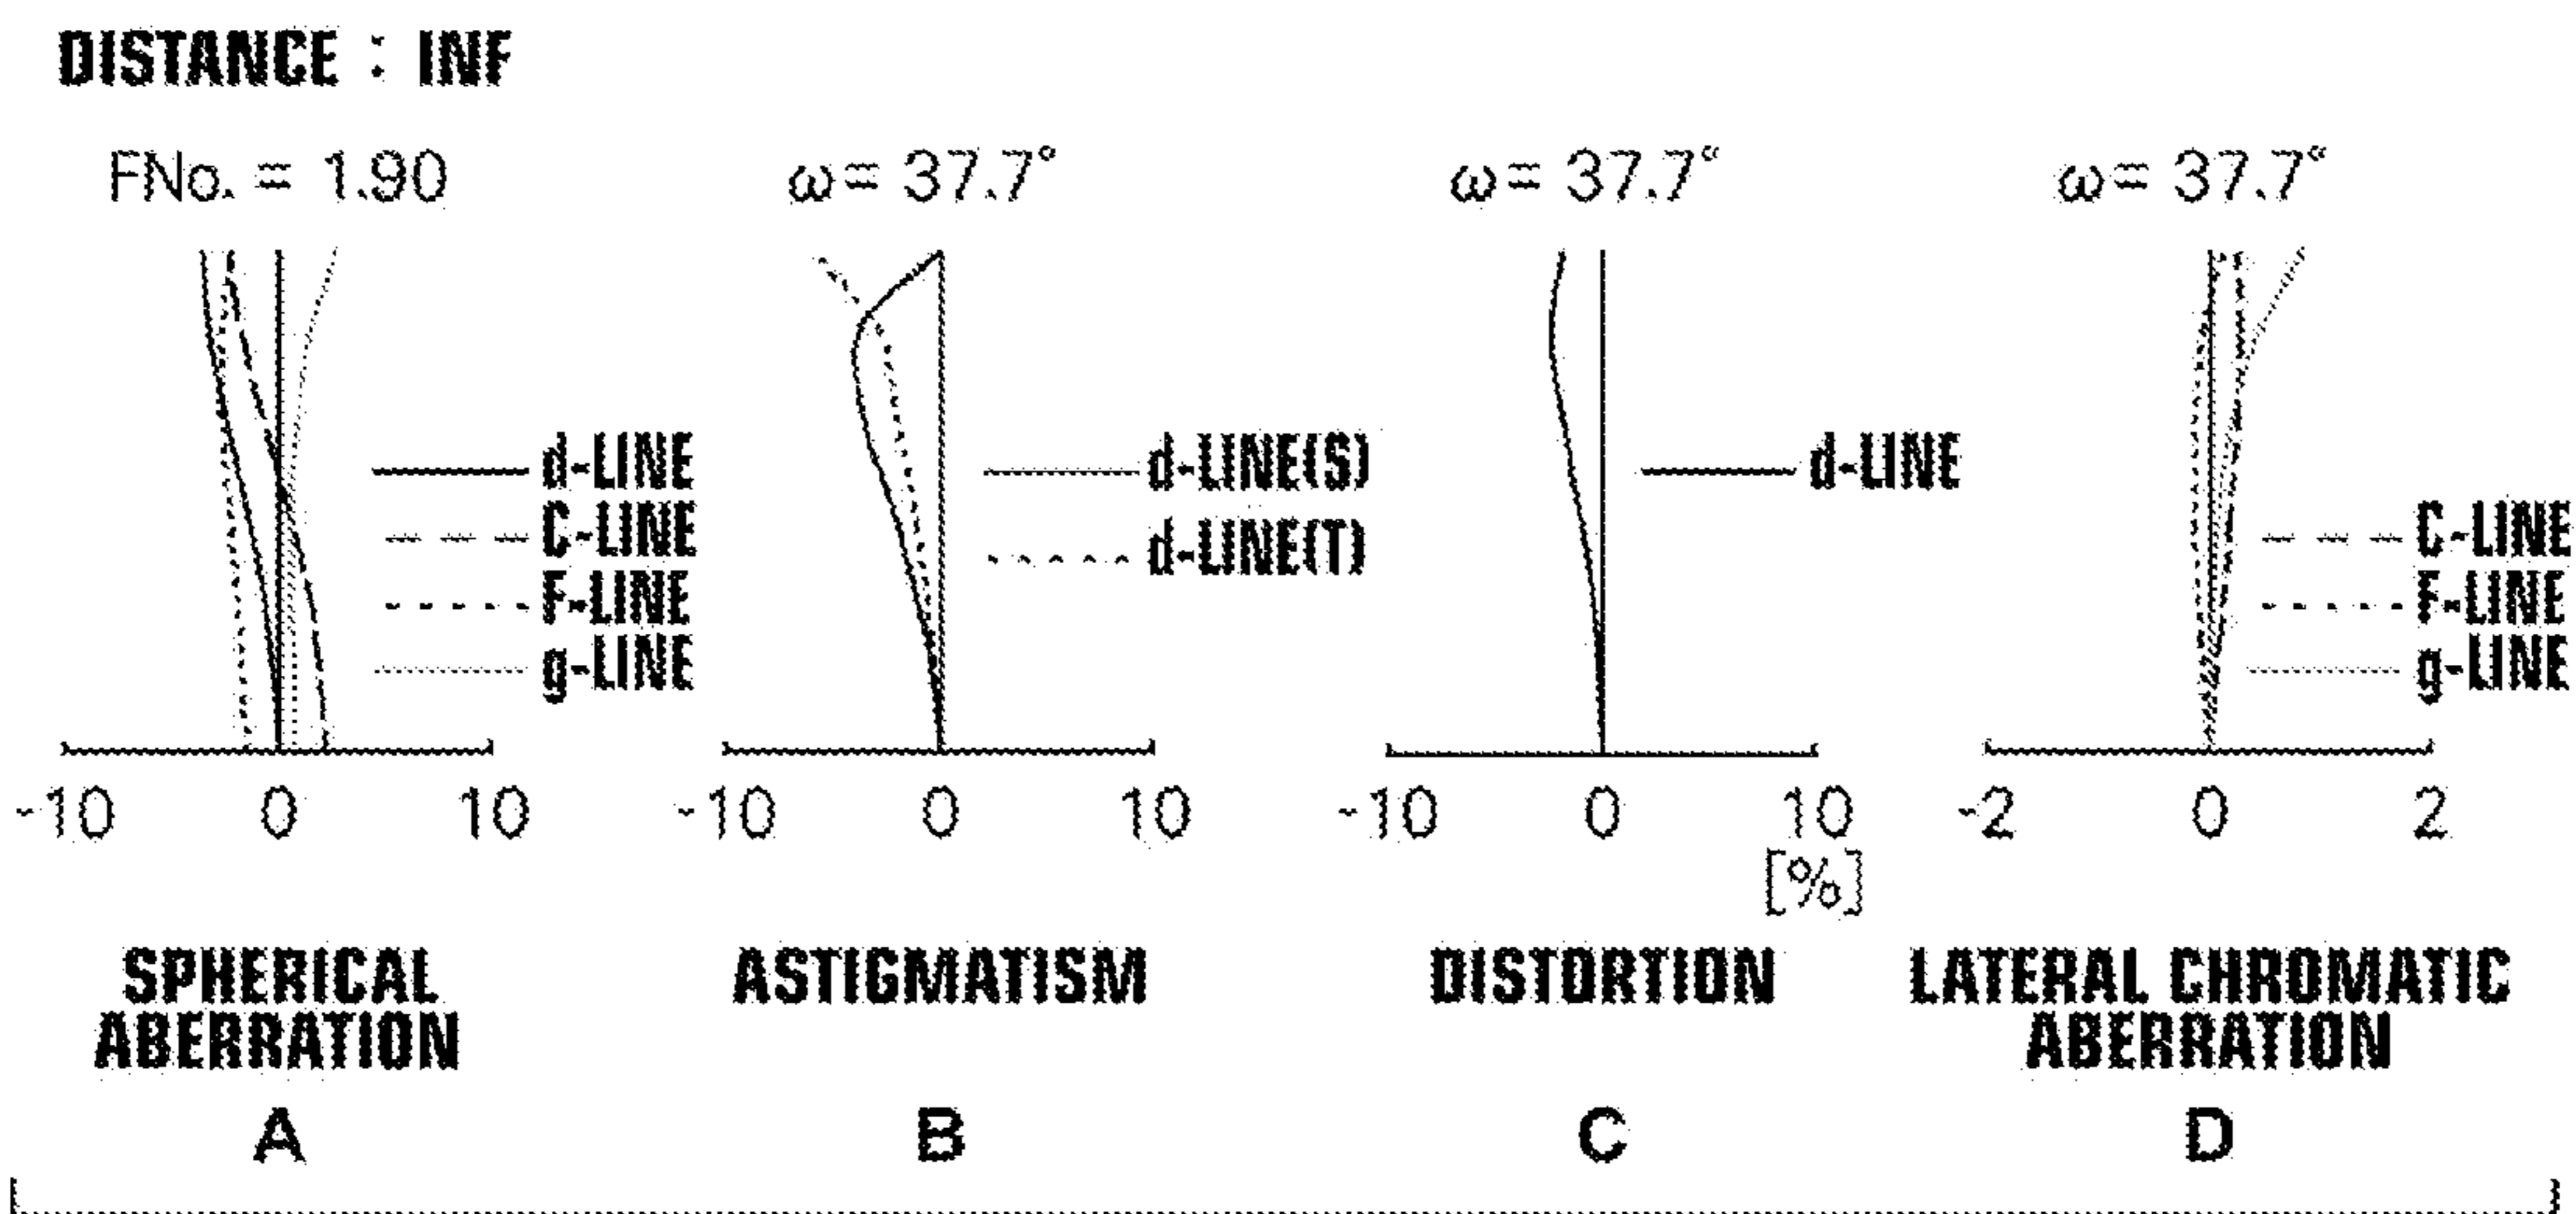 DISTANCE : INF
FNo. = 1.90
ω= 37.7°
ω= 37.7°
ω= 37.7°
d-LINE
C-LINE
F-LINE
g-LINE
d-LINE(S)
d-LINE(T)
d-LINE
C-LINE
F-LINE
g-LINE
-10 0 10
-10 0 10
-10 0 10
[%]
-2 0 2
SPHERICAL
ABERRATION
ASTIGMATISM
DISTORTION
LATERAL CHROMATIC
ABERRATION
A
B
C
D